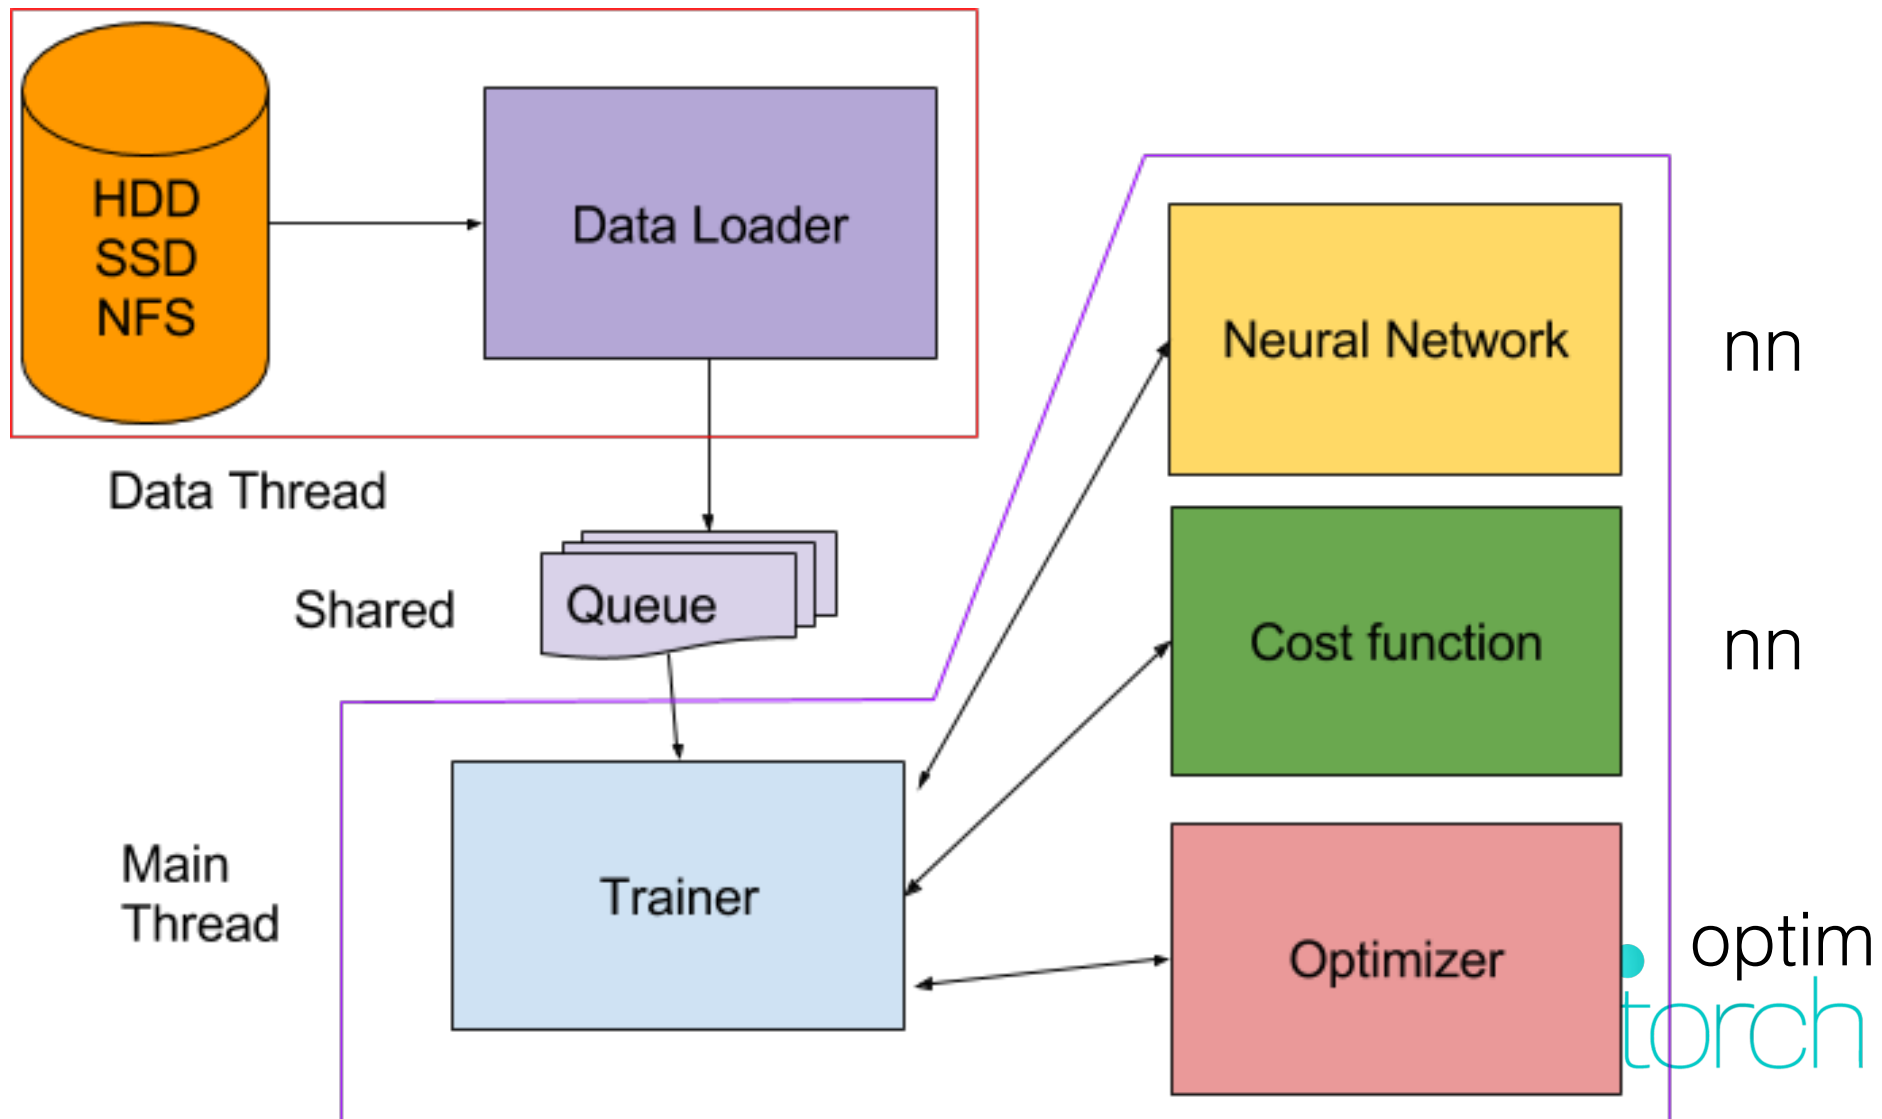 HDD
SSD
NFS
Data Loader
Data Thread
Shared
Queue
Main
Thread
Trainer
Neural Network
nn
Cost function
nn
Optimizer
optim
torch